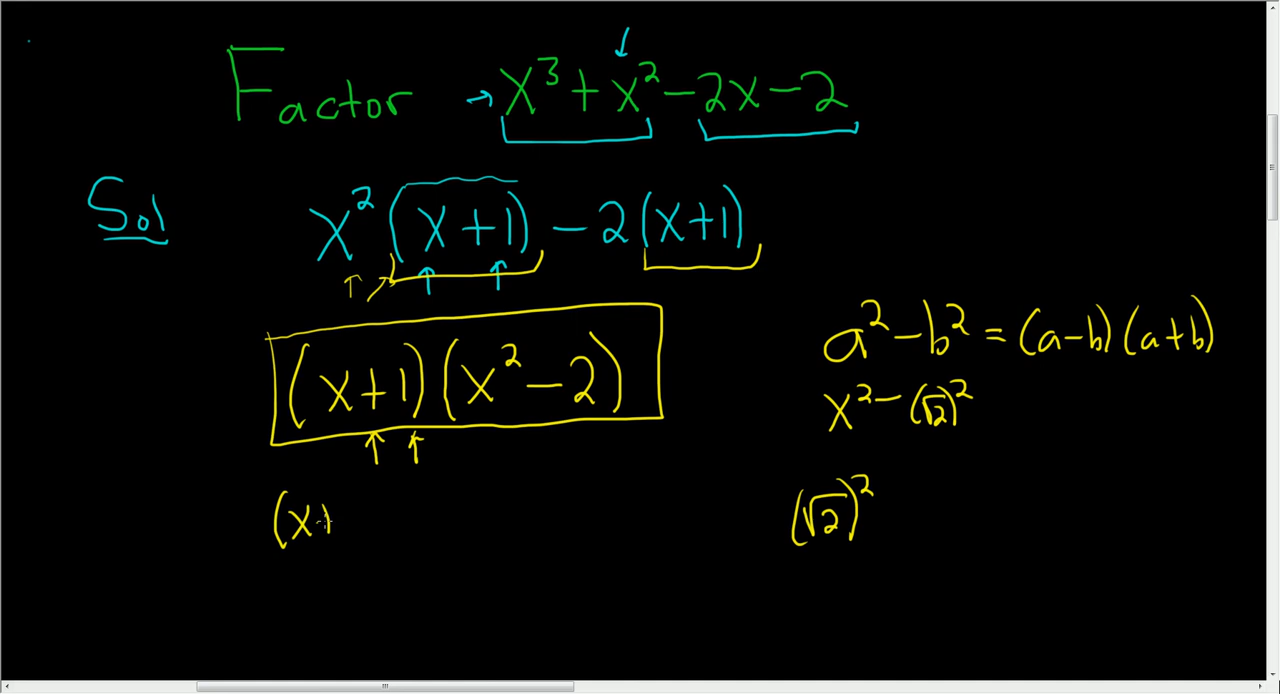 Factor → x³ + x² − 2x − 2
Sol x²(x + 1) − 2(x+1)
(x+1)(x² − 2)
a² − b² = (a−b)(a+b)
x² − (√2)²
(x+
(√2)²